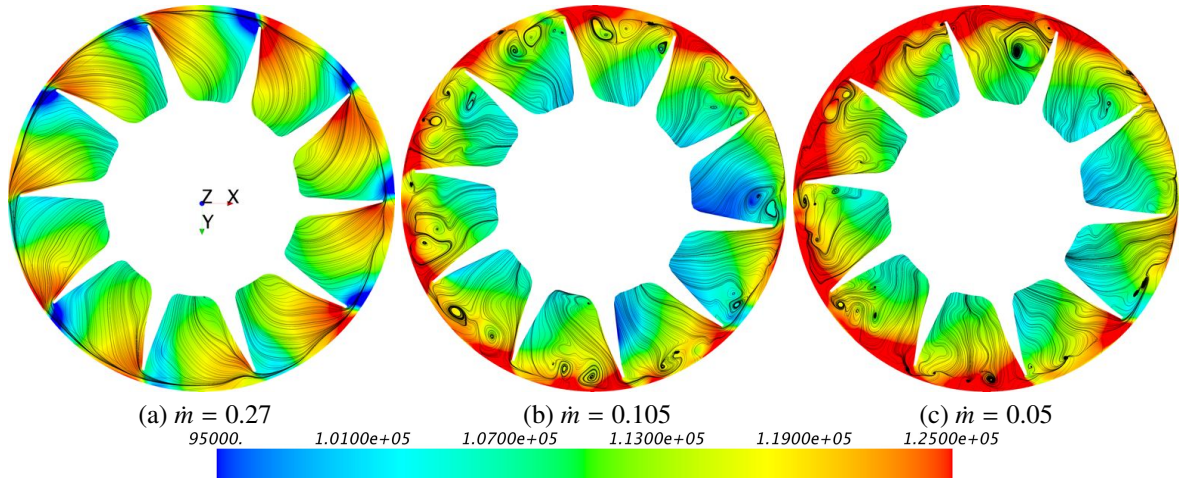 Z X
Y
(a) ṁ = 0.27 (b) ṁ = 0.105 (c) ṁ = 0.05
95000. 1.0100e+05 1.0700e+05 1.1300e+05 1.1900e+05 1.2500e+05